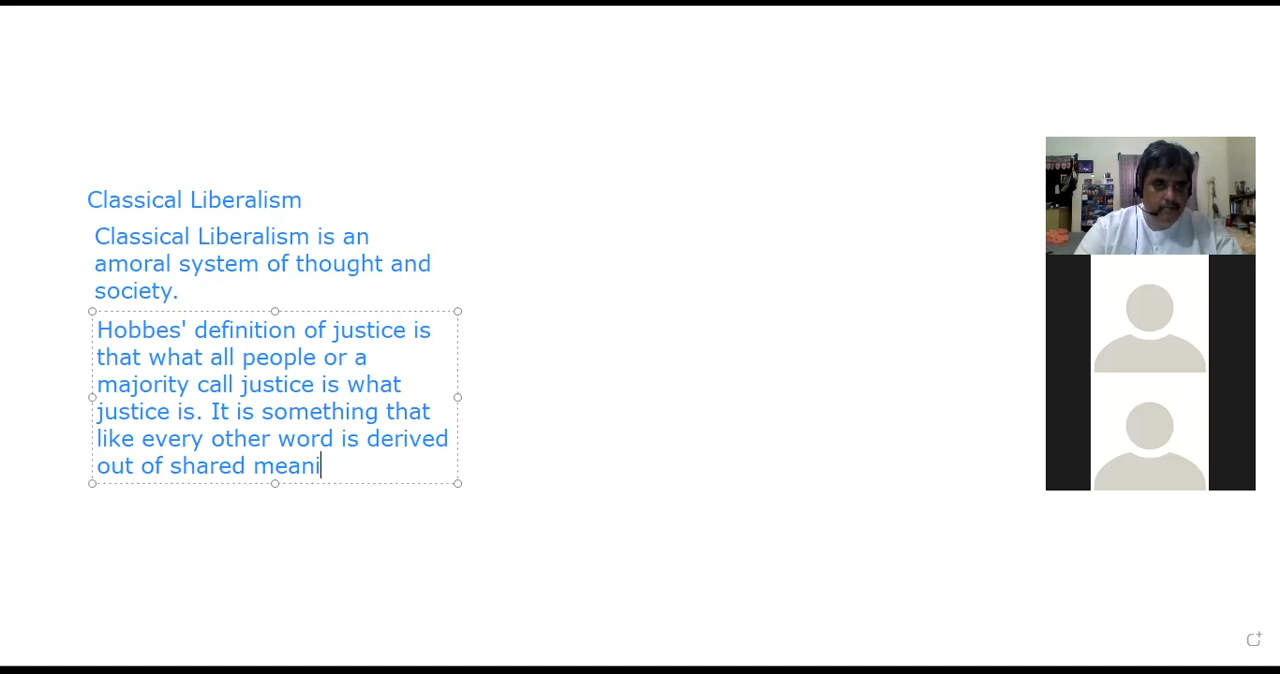 Classical Liberalism
Classical Liberalism is an
amoral system of thought and
society.
Hobbes' definition of justice is
that what all people or a
majority call justice is what
justice is. It is something that
like every other word is derived
out of shared meani